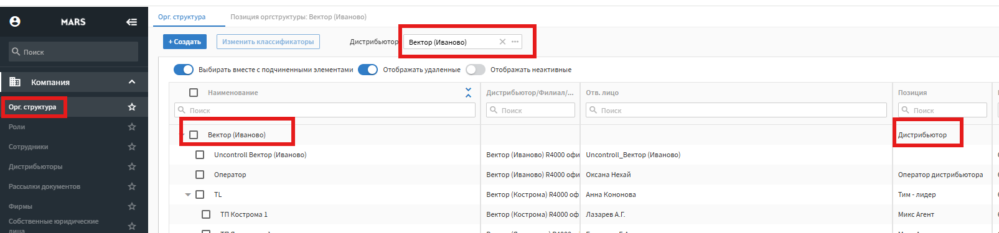 MARS
Поиск
Компания
Орг. структура
Роли
Сотрудники
Дистрибьюторы
Рассылки документов
Фирмы
Собственные юридические
лица
Орг. структура Позиция оргструктуры: Вектор (Иваново)
+ Создать Изменить классификаторы Дистрибьютор Вектор (Иваново)
Выбирать вместе с подчиненными элементами Отображать удаленные Отображать неактивные
Наименование Дистрибьютор/Филиал/... Отв. лицо Позиция
Поиск Поиск Поиск Поиск
Вектор (Иваново) Дистрибьютор
Uncontroll Вектор (Иваново) Вектор (Иваново) R4000 офи Uncontroll_Вектор (Иваново)
Оператор Вектор (Иваново) R4000 офи Оксана Нехай Оператор дистрибьютора
TL Вектор (Кострома) R4000 оф Анна Кононова Тим - лидер
ТП Кострома 1 Вектор (Кострома) R4000 оф Лазарев А.Г. Микс Агент